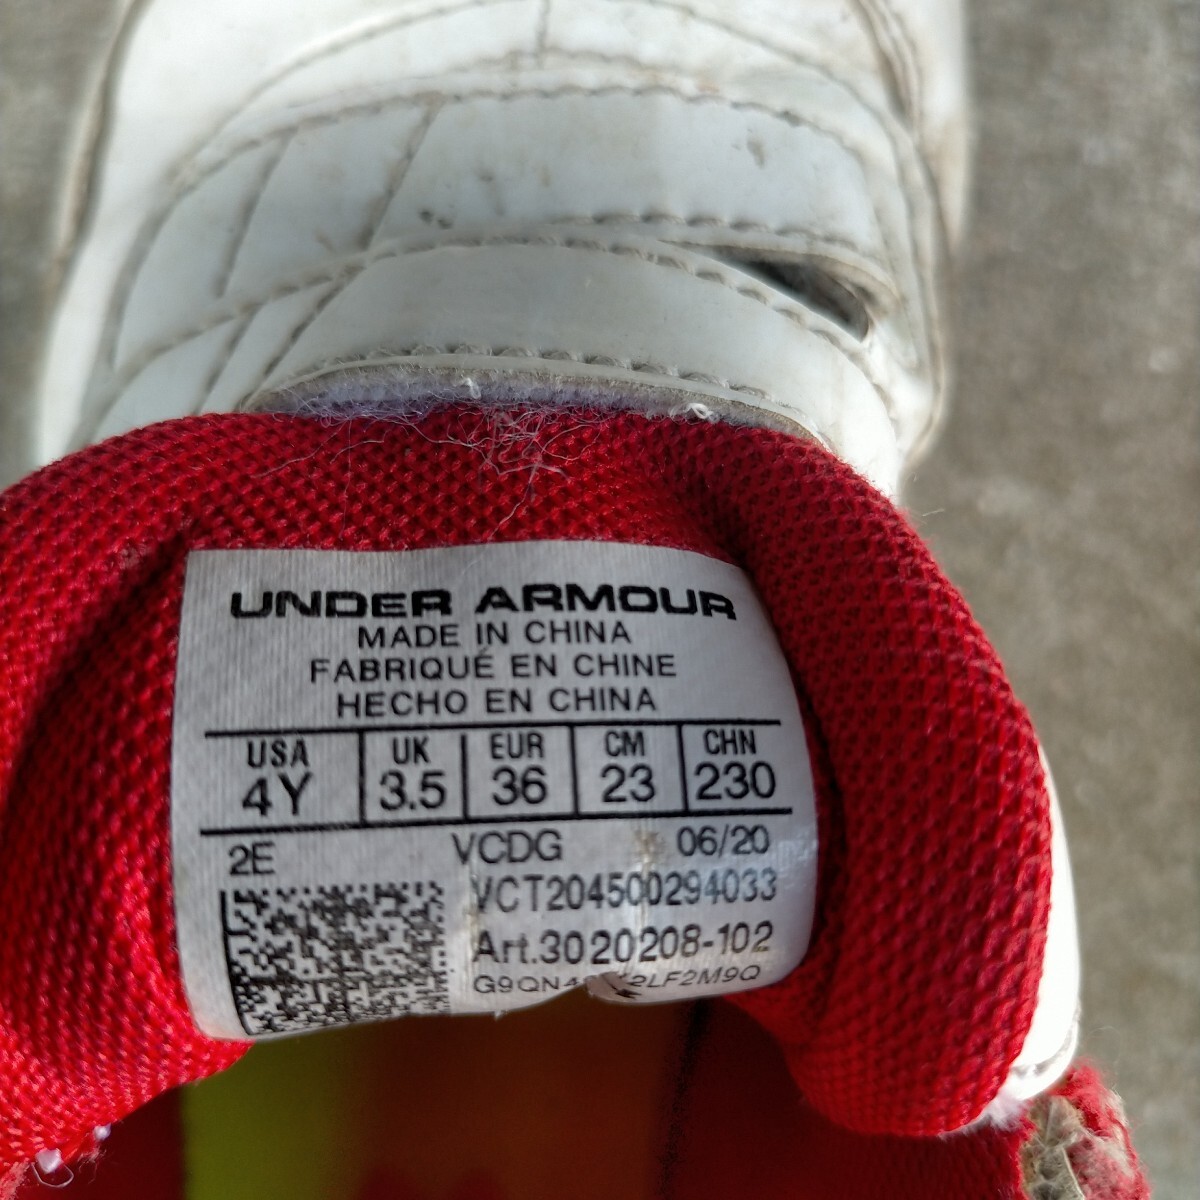 UNDER ARMOUR
MADE IN CHINA
FABRIQUÉ EN CHINE
HECHO EN CHINA
USA UK EUR CM CHN
4Y 3.5 36 23 230
2E VCDG 06/20
VCT204500294033
Art.3020208-102